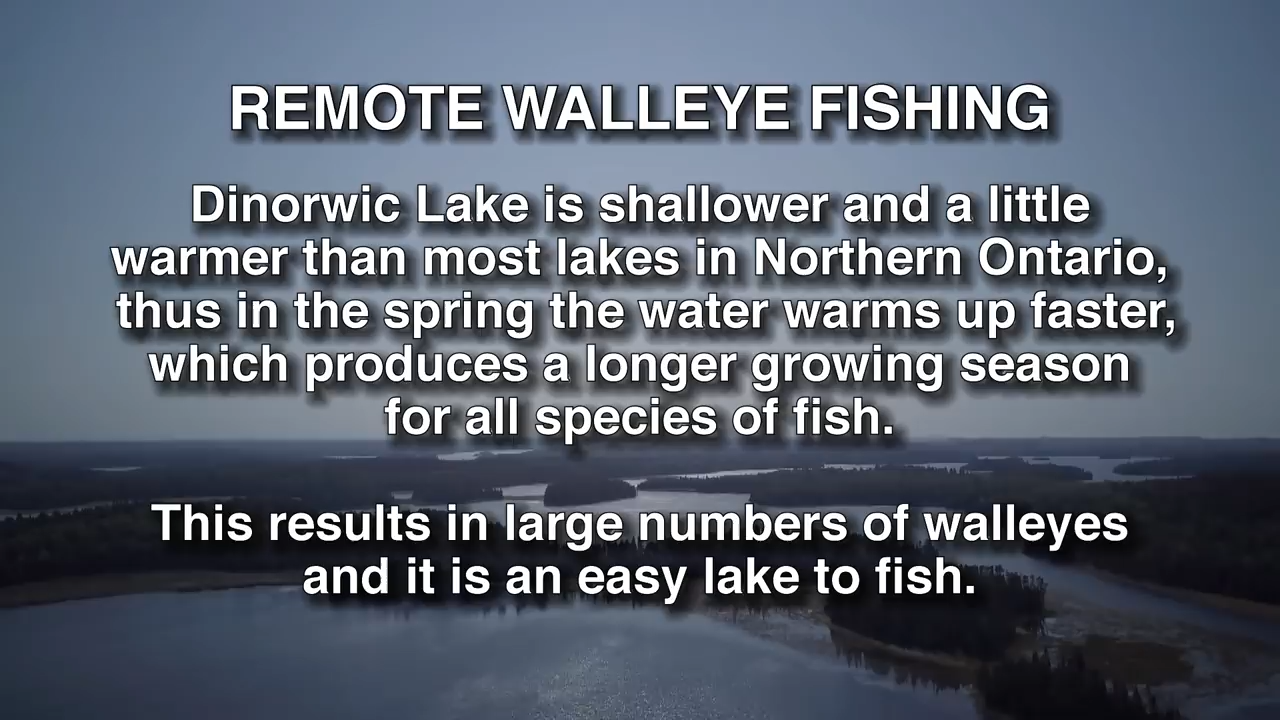 REMOTE WALLEYE FISHING
Dinorwic Lake is shallower and a little
warmer than most lakes in Northern Ontario,
thus in the spring the water warms up faster,
which produces a longer growing season
for all species of fish.
This results in large numbers of walleyes
and it is an easy lake to fish.